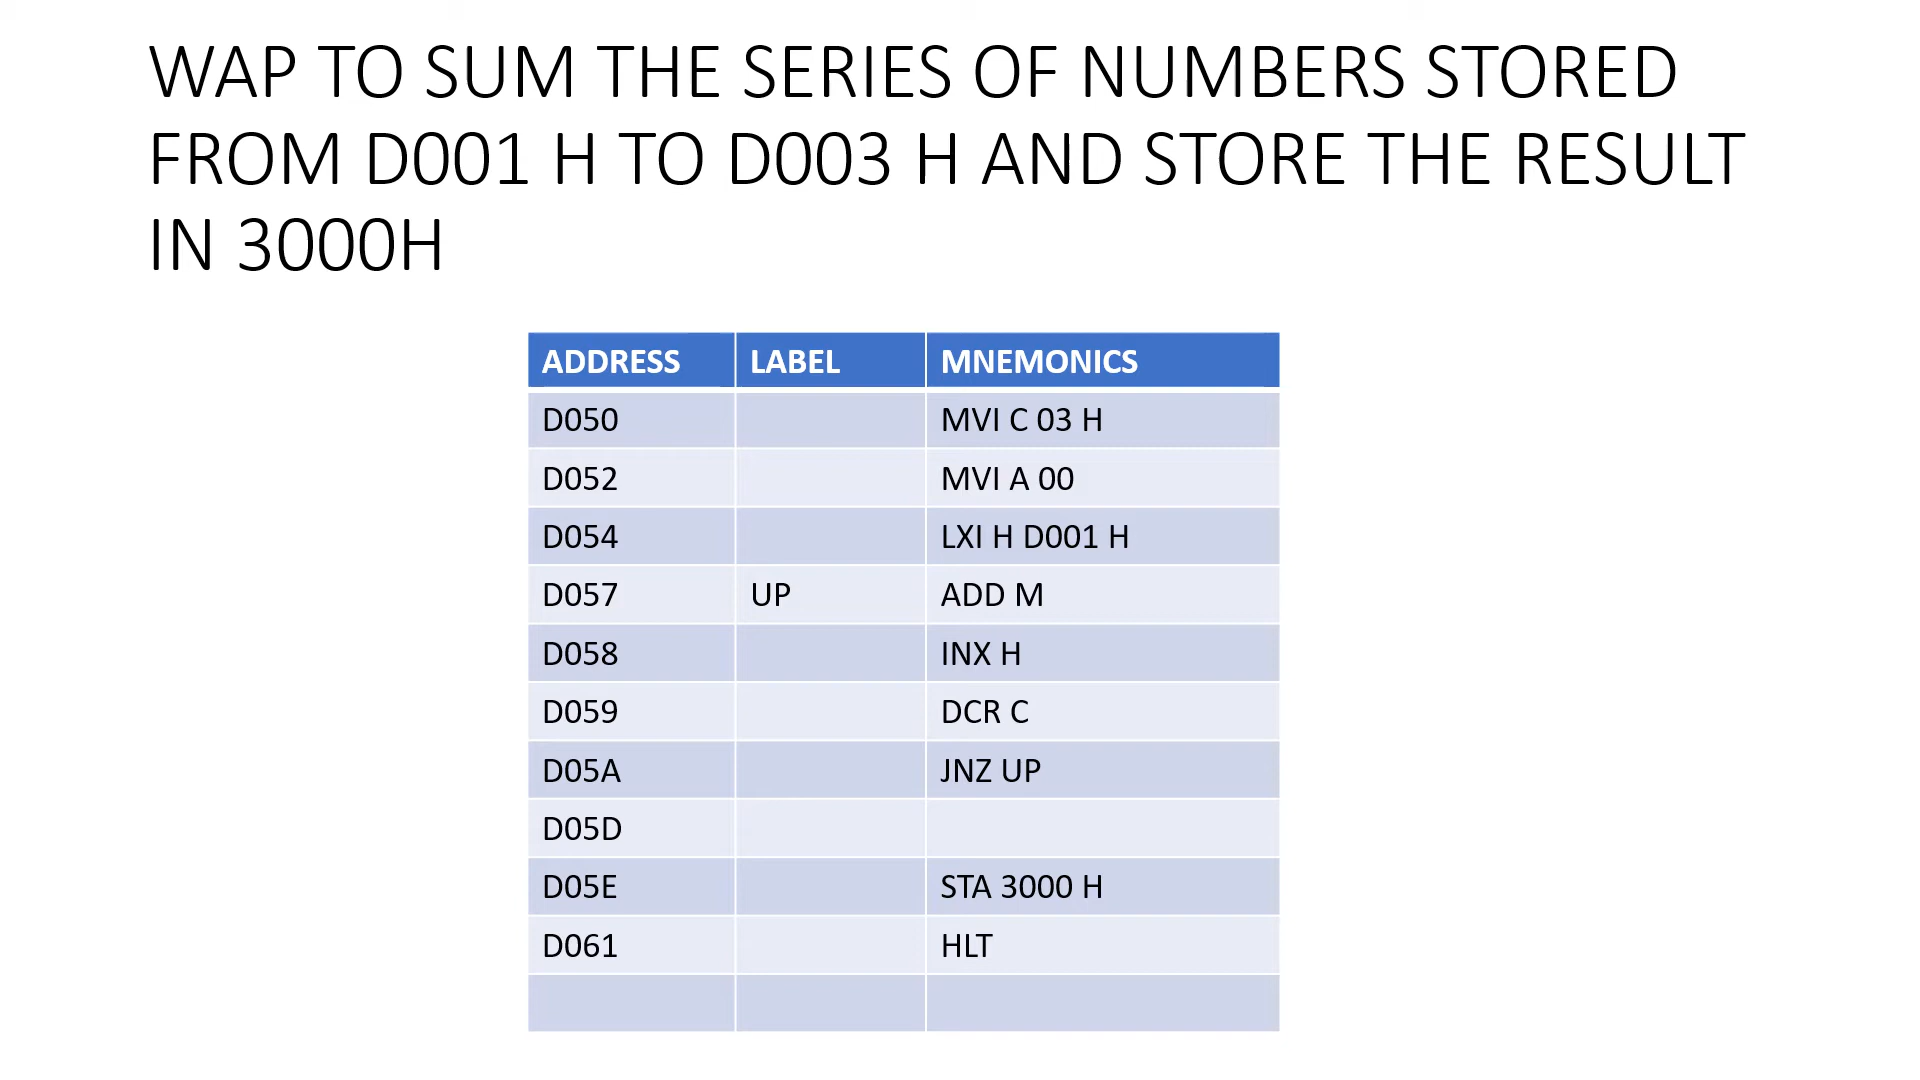 WAP TO SUM THE SERIES OF NUMBERS STORED
FROM D001 H TO D003 H AND STORE THE RESULT
IN 3000H
ADDRESS LABEL MNEMONICS
D050 MVI C 03 H
D052 MVI A 00
D054 LXI H D001 H
D057 UP ADD M
D058 INX H
D059 DCR C
D05A JNZ UP
D05D
D05E STA 3000 H
D061 HLT